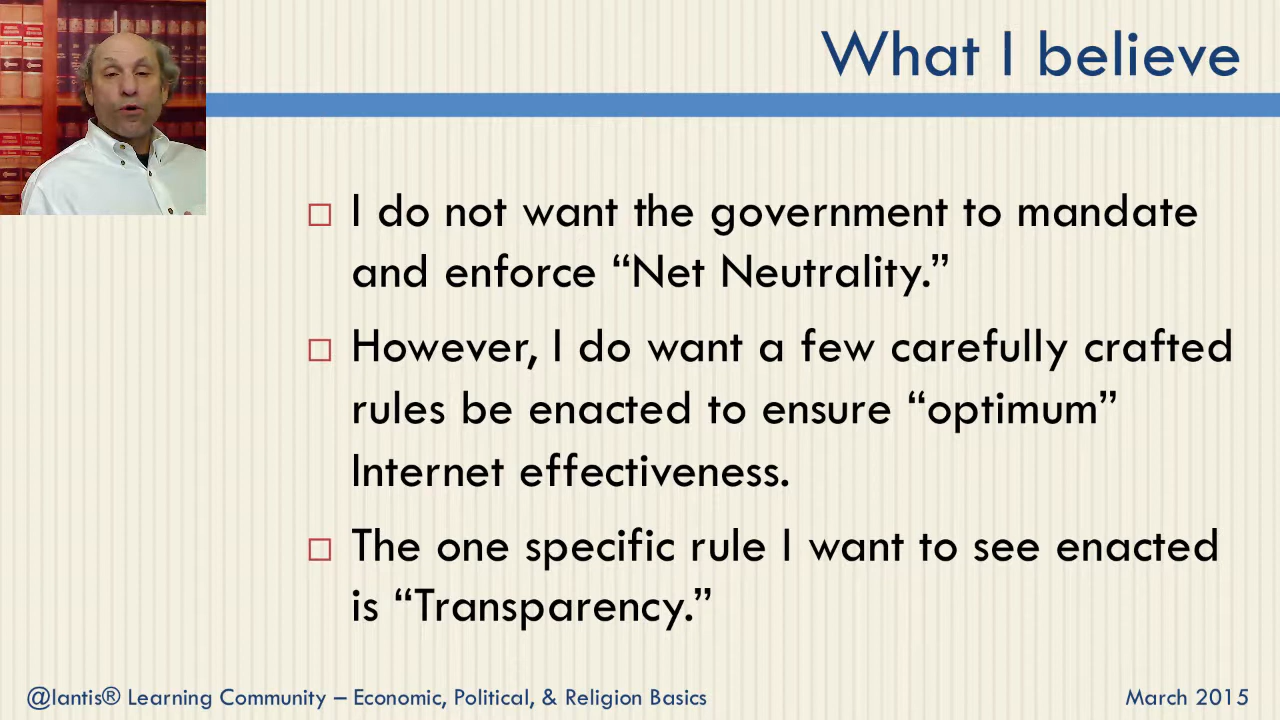 What I believe
I do not want the government to mandate
and enforce “Net Neutrality.”
However, I do want a few carefully crafted
rules be enacted to ensure “optimum”
Internet effectiveness.
The one specific rule I want to see enacted
is “Transparency.”
@lantis® Learning Community – Economic, Political, & Religion Basics
March 2015